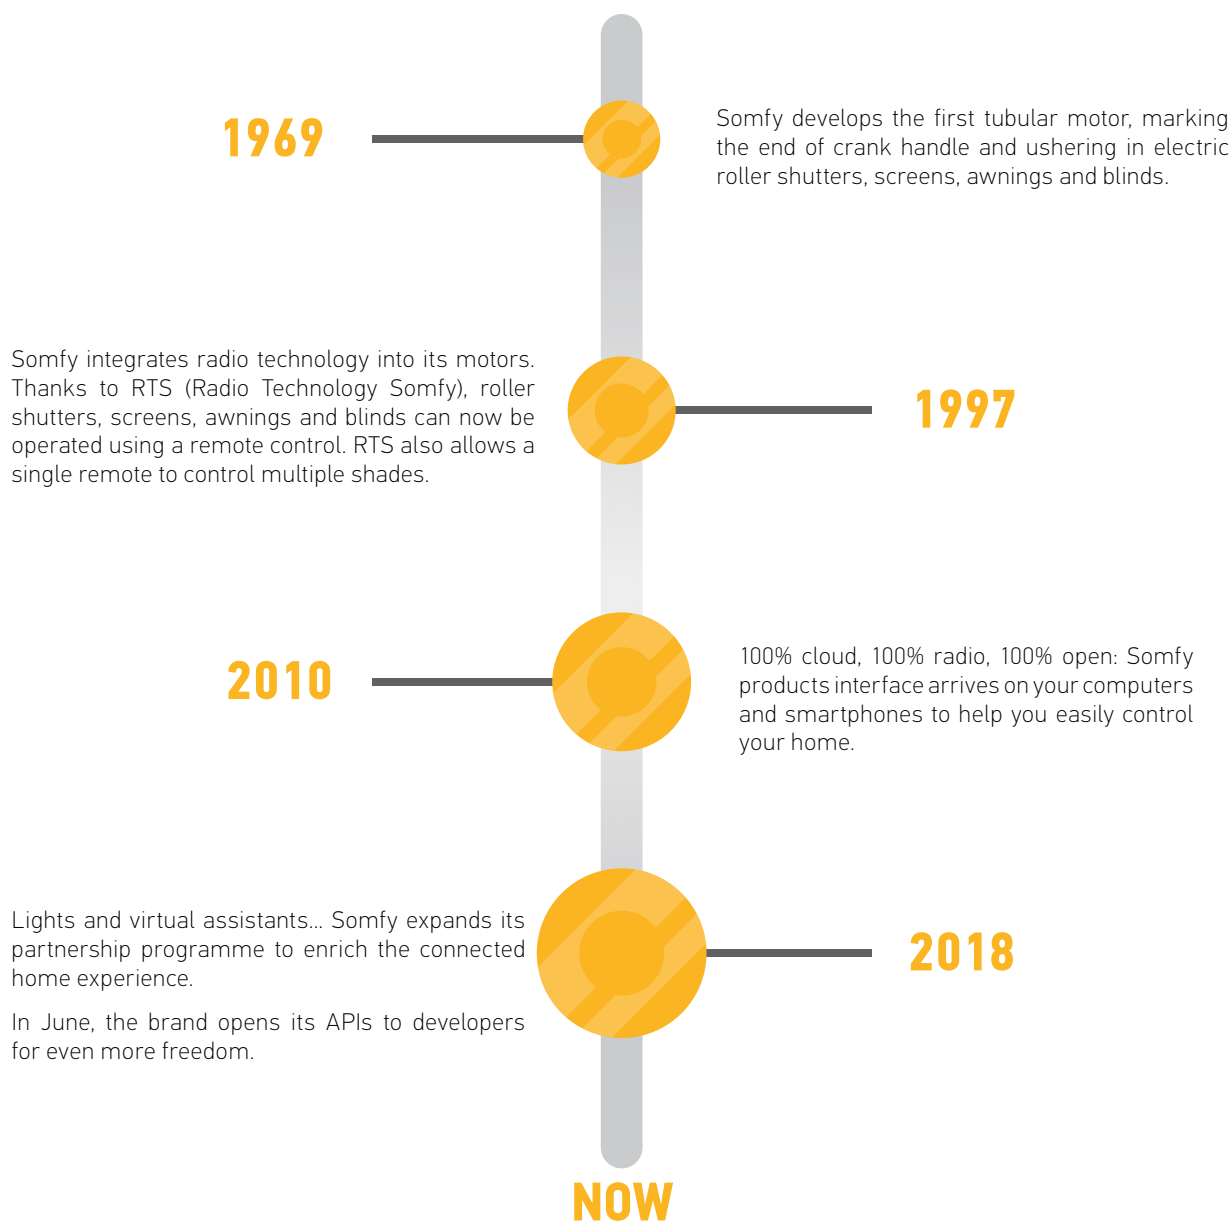 1969
Somfy develops the first tubular motor, marking
the end of crank handle and ushering in electric
roller shutters, screens, awnings and blinds.
Somfy integrates radio technology into its motors.
Thanks to RTS (Radio Technology Somfy), roller
shutters, screens, awnings and blinds can now be
operated using a remote control. RTS also allows a
single remote to control multiple shades.
1997
2010
100% cloud, 100% radio, 100% open: Somfy
products interface arrives on your computers
and smartphones to help you easily control
your home.
Lights and virtual assistants... Somfy expands its
partnership programme to enrich the connected
home experience.
In June, the brand opens its APIs to developers
for even more freedom.
2018
NOW